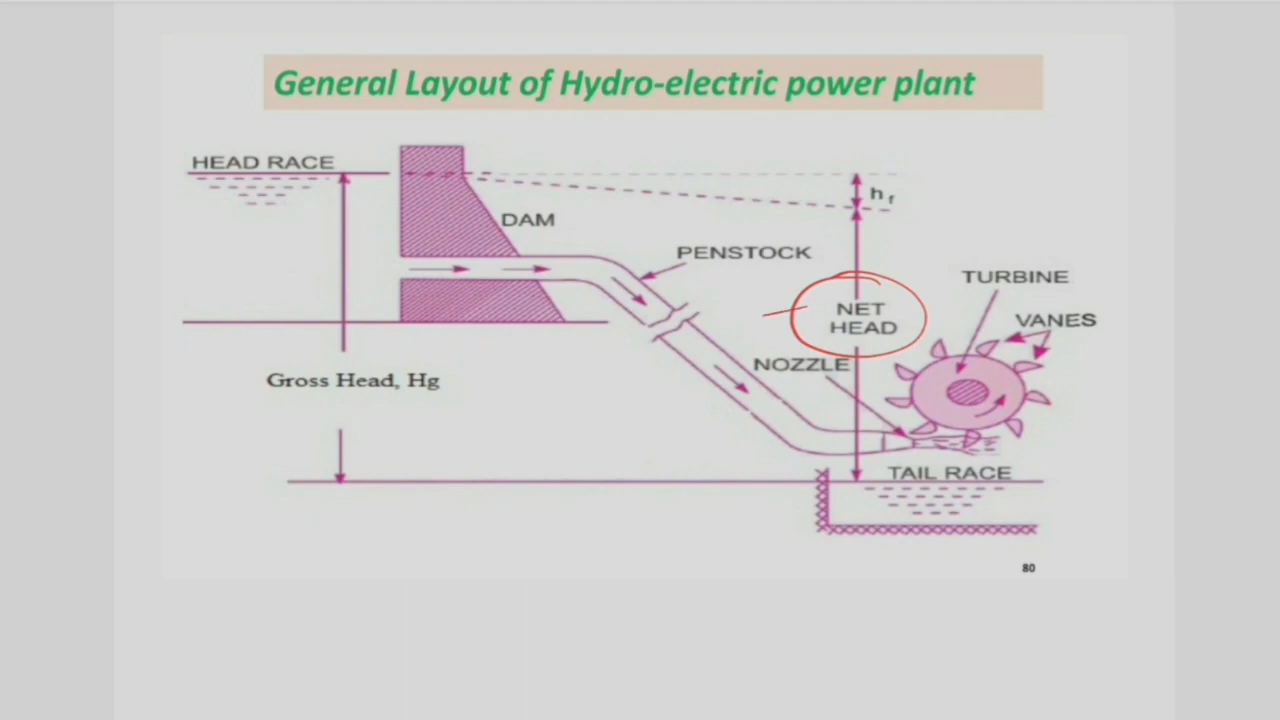 General Layout of Hydro-electric power plant
HEAD RACE
h f
DAM
PENSTOCK
TURBINE
NET
HEAD
VANES
NOZZLE
Gross Head, Hg
TAIL RACE
80